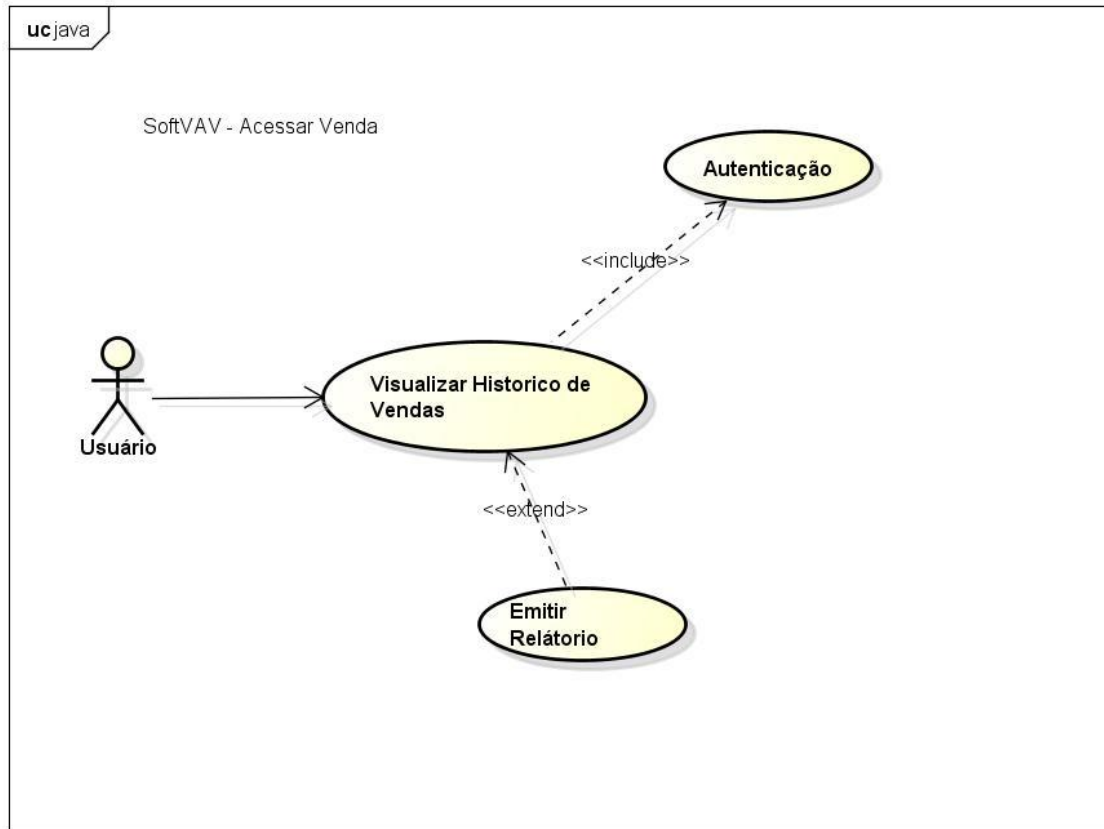 uc java
SoftVAV - Acessar Venda
Autenticação
<<include>>
Visualizar Historico de
Vendas
Usuário
<<extend>>
Emitir
Relátorio